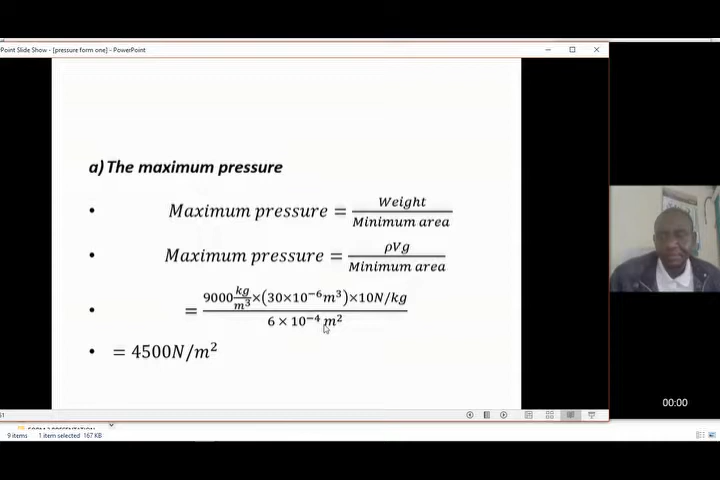 Point Slide Show - [pressure form one] - PowerPoint
a) The maximum pressure
• Maximum pressure = Weight / Minimum area
• Maximum pressure = ρVg / Minimum area
• = 9000 kg/m³ × (30×10⁻⁶m³) × 10N/kg / 6 × 10⁻⁴ m²
• = 4500N/m²
00:00
9 items 1 item selected 167 KB